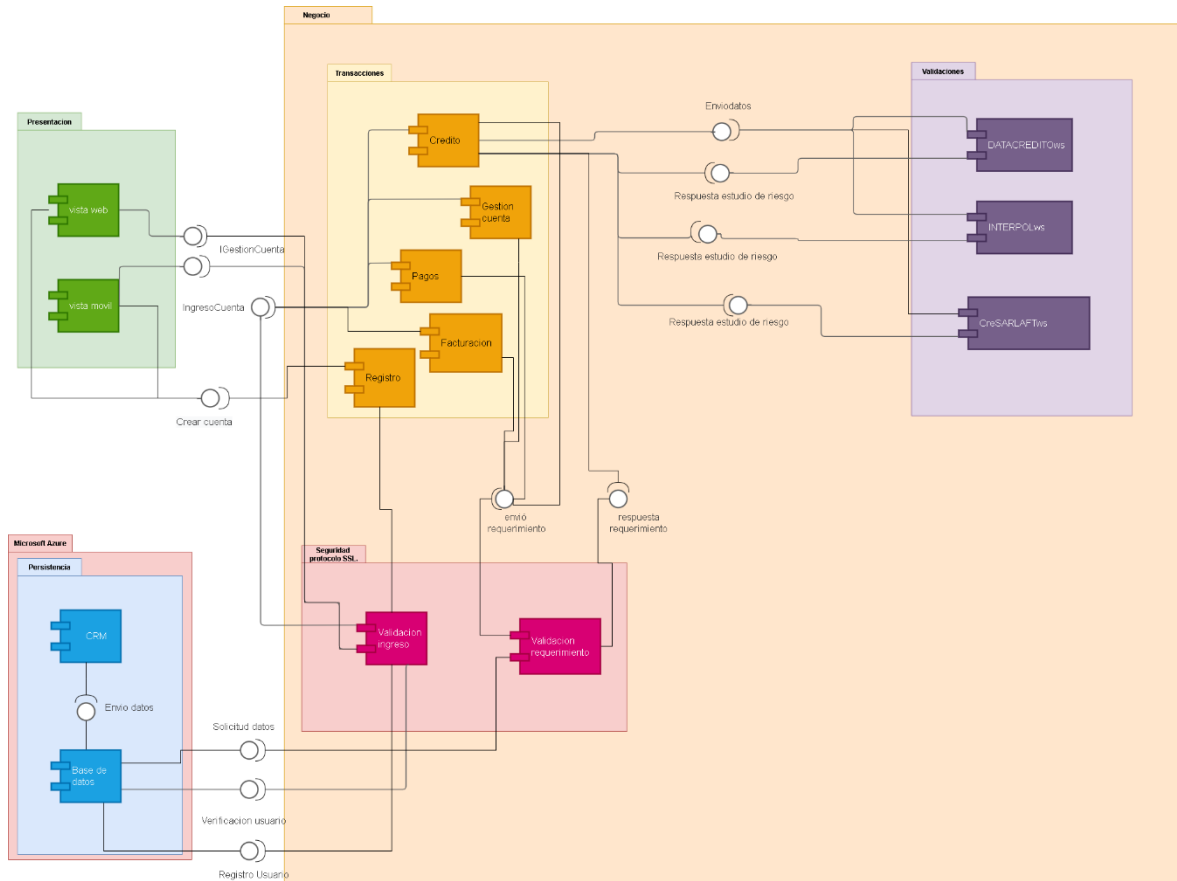 Negocio
Transacciones
Validaciones
Presentacion
Enviodatos
Credito
DATACREDITOws
Respuesta estudio de riesgo
vista web
Gestion
cuenta
INTERPOLws
IGestionCuenta
Respuesta estudio de riesgo
Pagos
vista movil
IngresoCuenta
CreSARLAFTws
Respuesta estudio de riesgo
Facturacion
Registro
Crear cuenta
envió
requerimiento
respuesta
requerimiento
Microsoft Azure
Seguridad
protocolo SSL.
Persistencia
CRM
Validacion
ingreso
Validacion
requerimiento
Envio datos
Solicitud datos
Base de
datos
Verificacion usuario
Registro Usuario